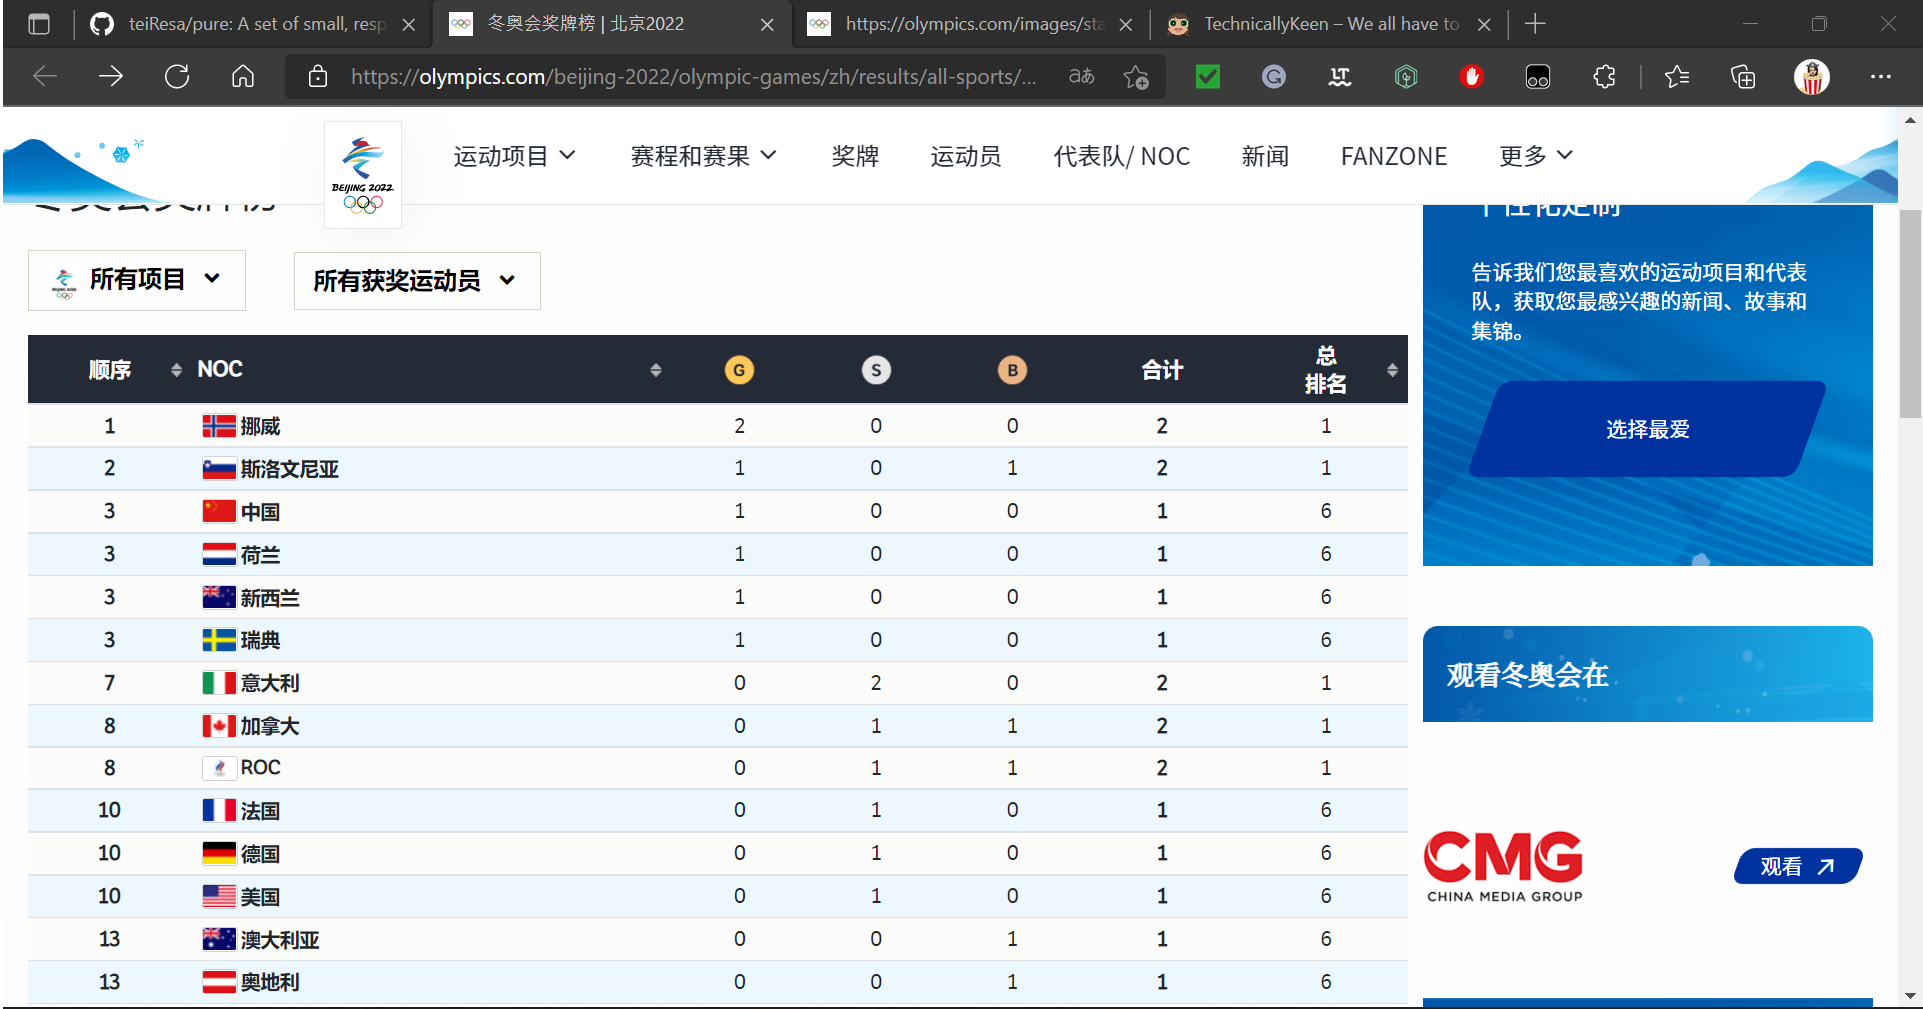 teiResa/pure: A set of small, resp
冬奥会奖牌榜 | 北京2022
https://olympics.com/images/sta
TechnicallyKeen – We all have to
https://olympics.com/beijing-2022/olympic-games/zh/results/all-sports/...
aあ
BEIJING 2022
运动项目
赛程和赛果
奖牌
运动员
代表队/ NOC
新闻
FANZONE
更多
冬奥会奖牌榜
所有项目
所有获奖运动员
顺序 NOC G S B 合计 总排名
1 挪威 2 0 0 2 1
2 斯洛文尼亚 1 0 1 2 1
3 中国 1 0 0 1 6
3 荷兰 1 0 0 1 6
3 新西兰 1 0 0 1 6
3 瑞典 1 0 0 1 6
7 意大利 0 2 0 2 1
8 加拿大 0 1 1 2 1
8 ROC 0 1 1 2 1
10 法国 0 1 0 1 6
10 德国 0 1 0 1 6
10 美国 0 1 0 1 6
13 澳大利亚 0 0 1 1 6
13 奥地利 0 0 1 1 6
个性化定制
告诉我们您最喜欢的运动项目和代表
队，获取您最感兴趣的新闻、故事和
集锦。
选择最爱
观看冬奥会在
CMG
CHINA MEDIA GROUP
观看